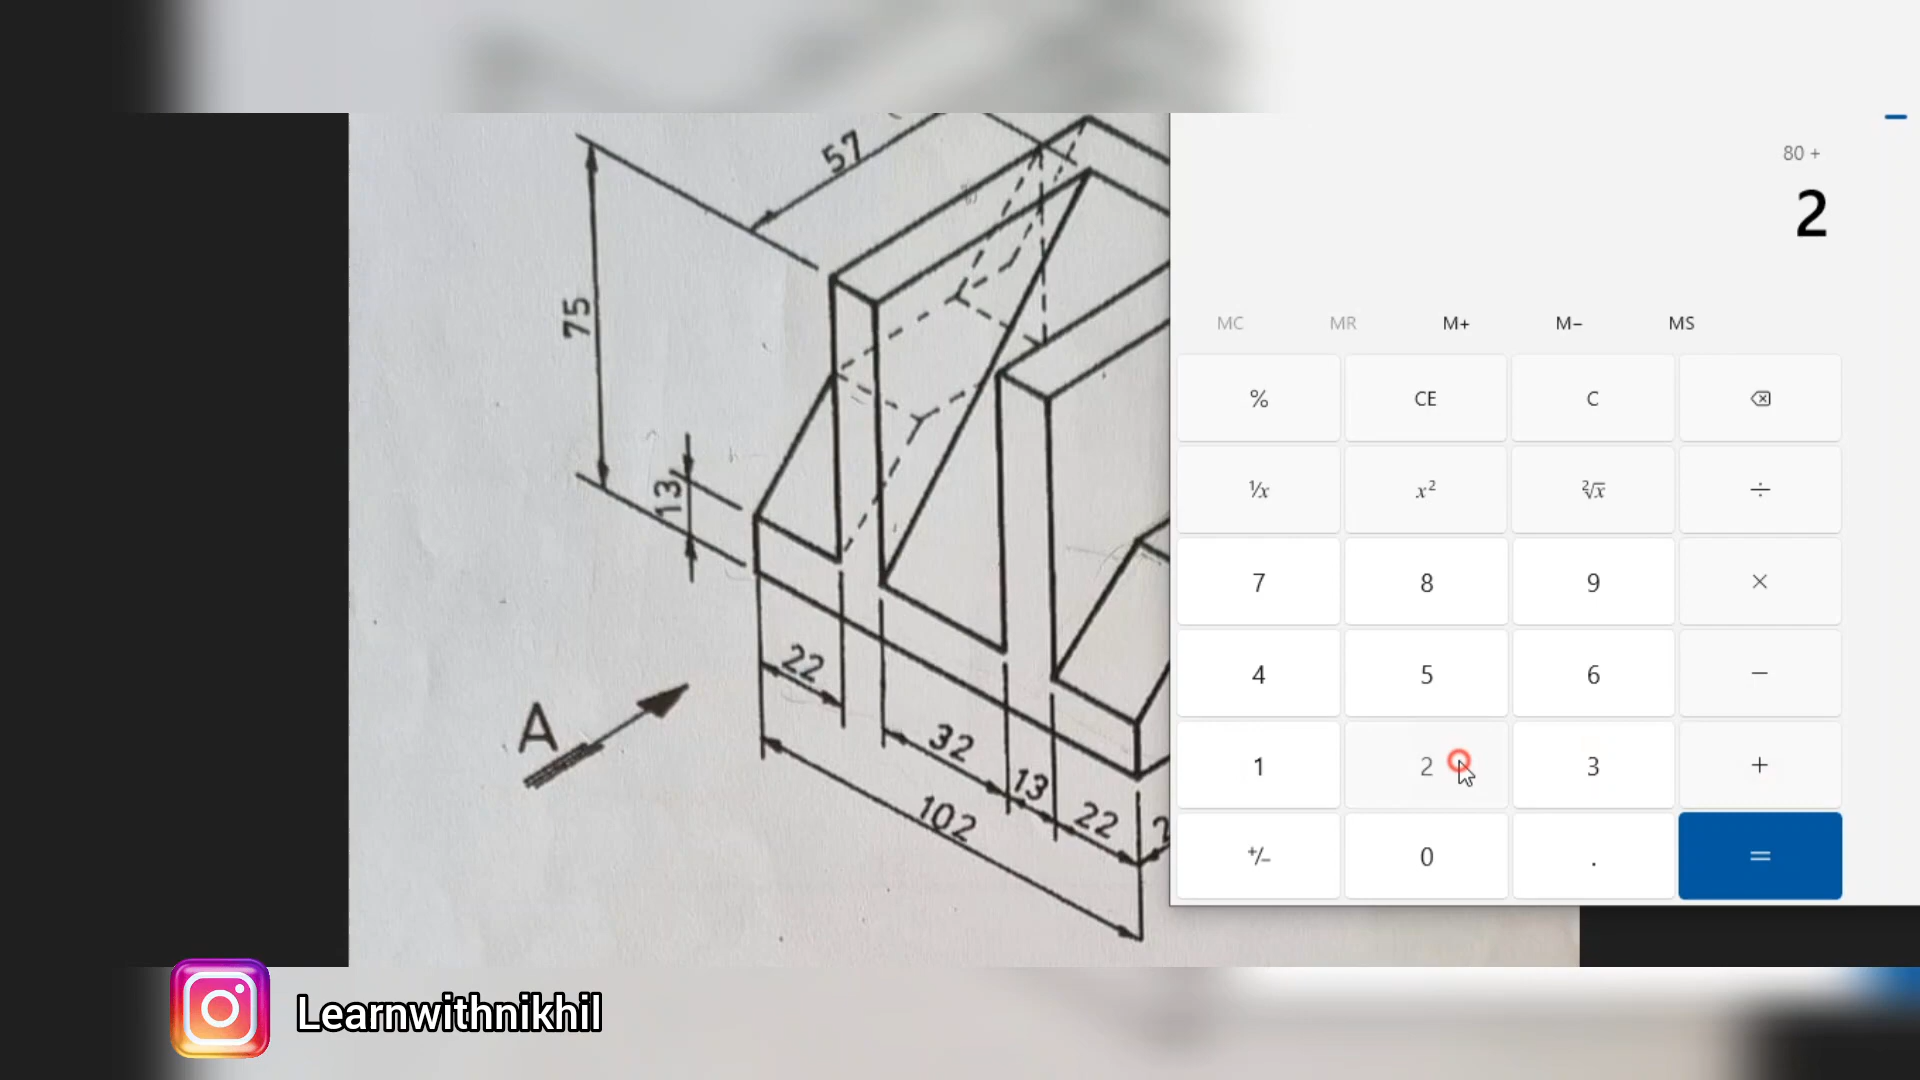 57
75
13
22
32
13
22
102
A
80 +
2
MC MR M+ M− MS
% CE C
⅟x x² ²√x ÷
7 8 9 ×
4 5 6 −
1 2 3 +
+/− 0 . =
Learnwithnikhil